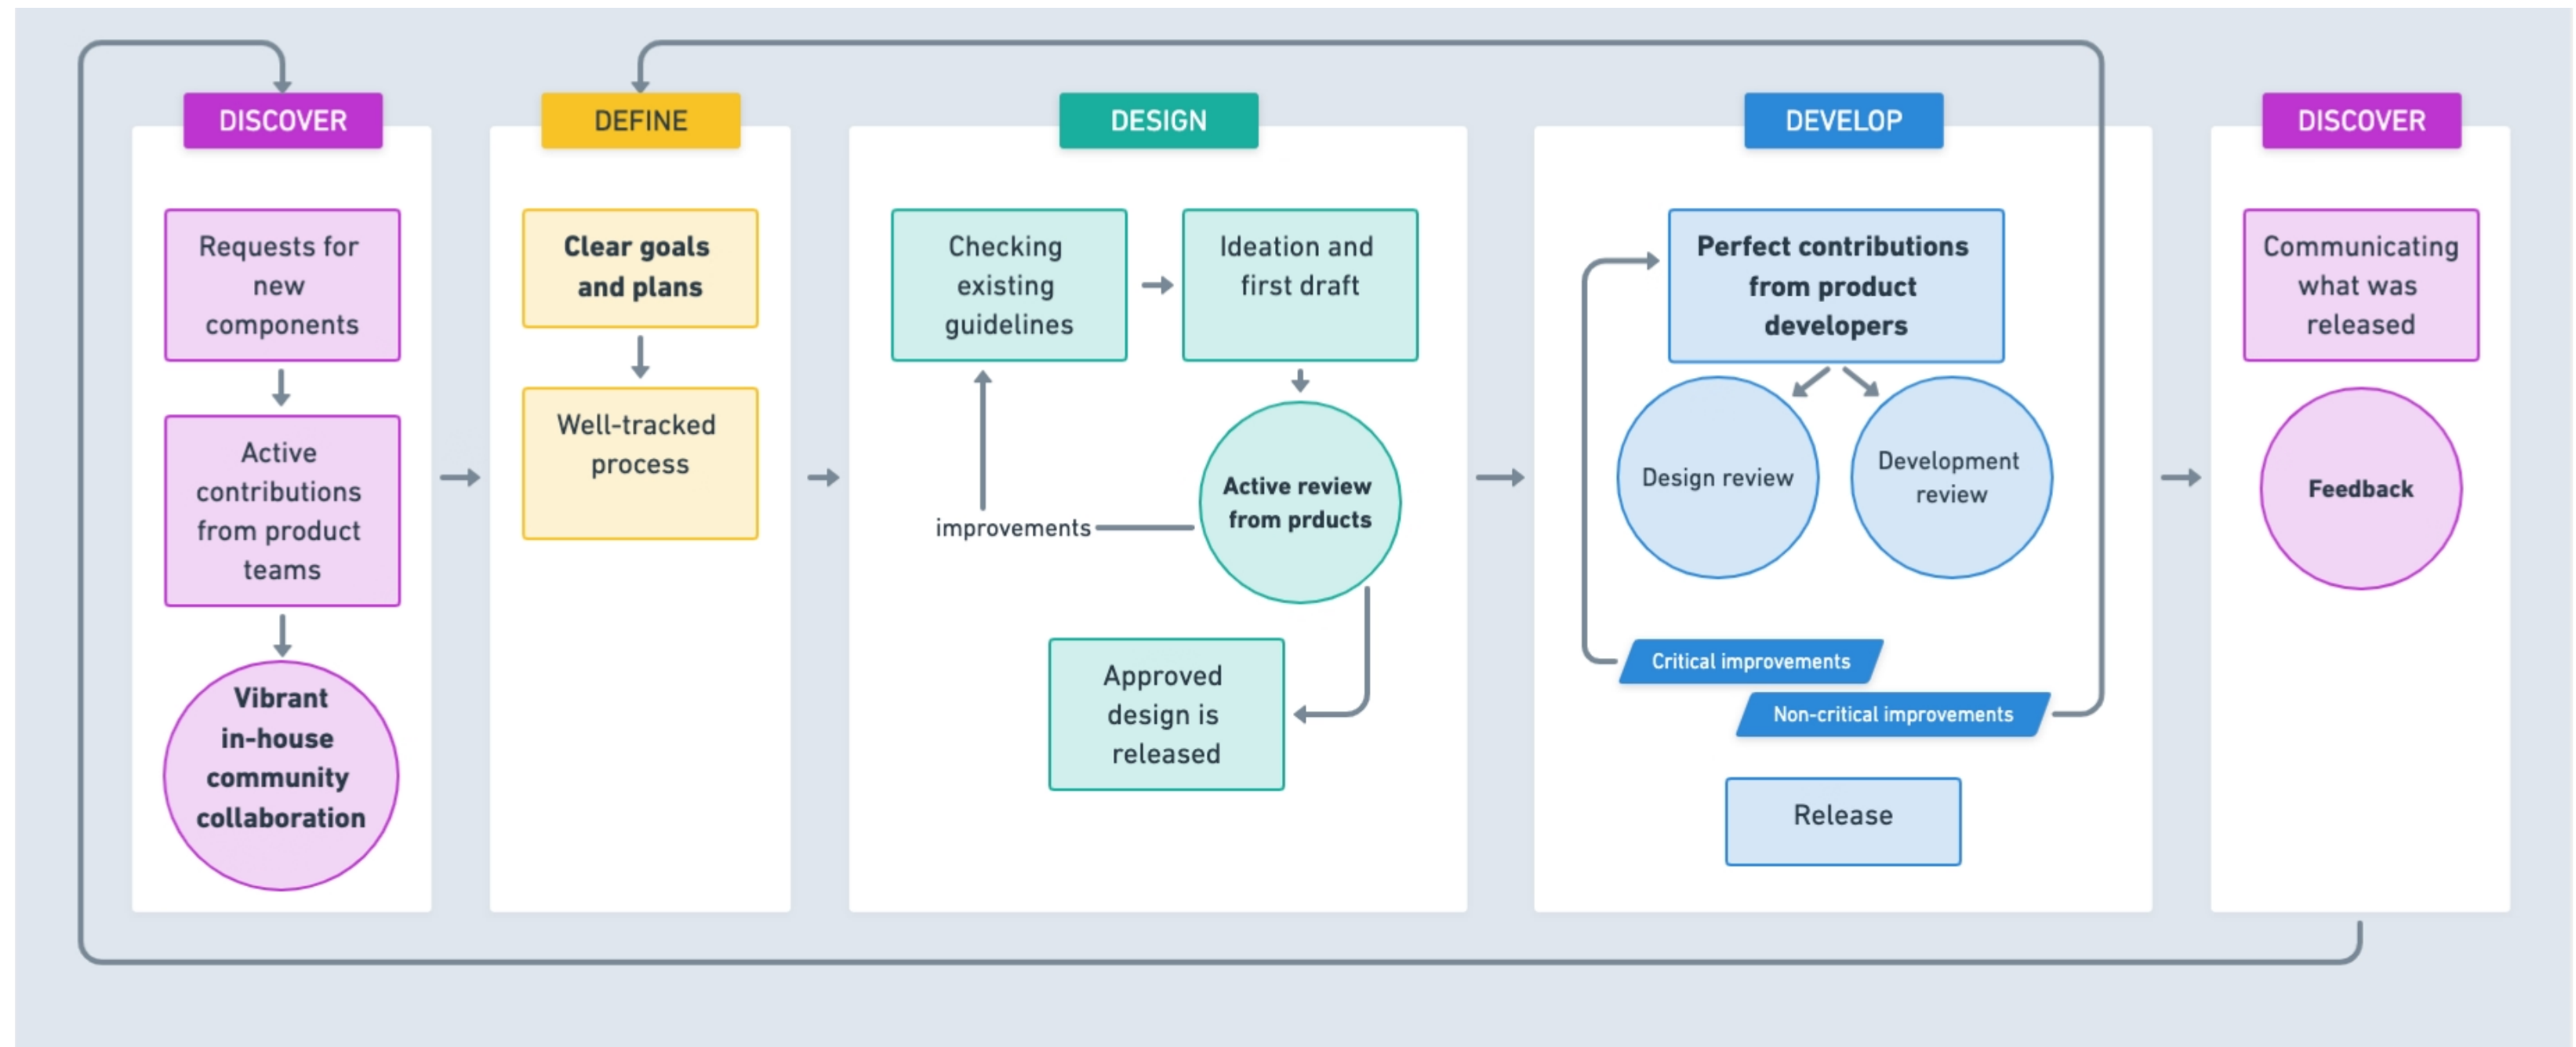 DISCOVER
Requests for
new
components
Active
contributions
from product
teams
Vibrant
in-house
community
collaboration
DEFINE
Clear goals
and plans
Well-tracked
process
DESIGN
Checking
existing
guidelines
Ideation and
first draft
Active review
from prducts
improvements
Approved
design is
released
DEVELOP
Perfect contributions
from product
developers
Design review
Development
review
Critical improvements
Non-critical improvements
Release
DISCOVER
Communicating
what was
released
Feedback